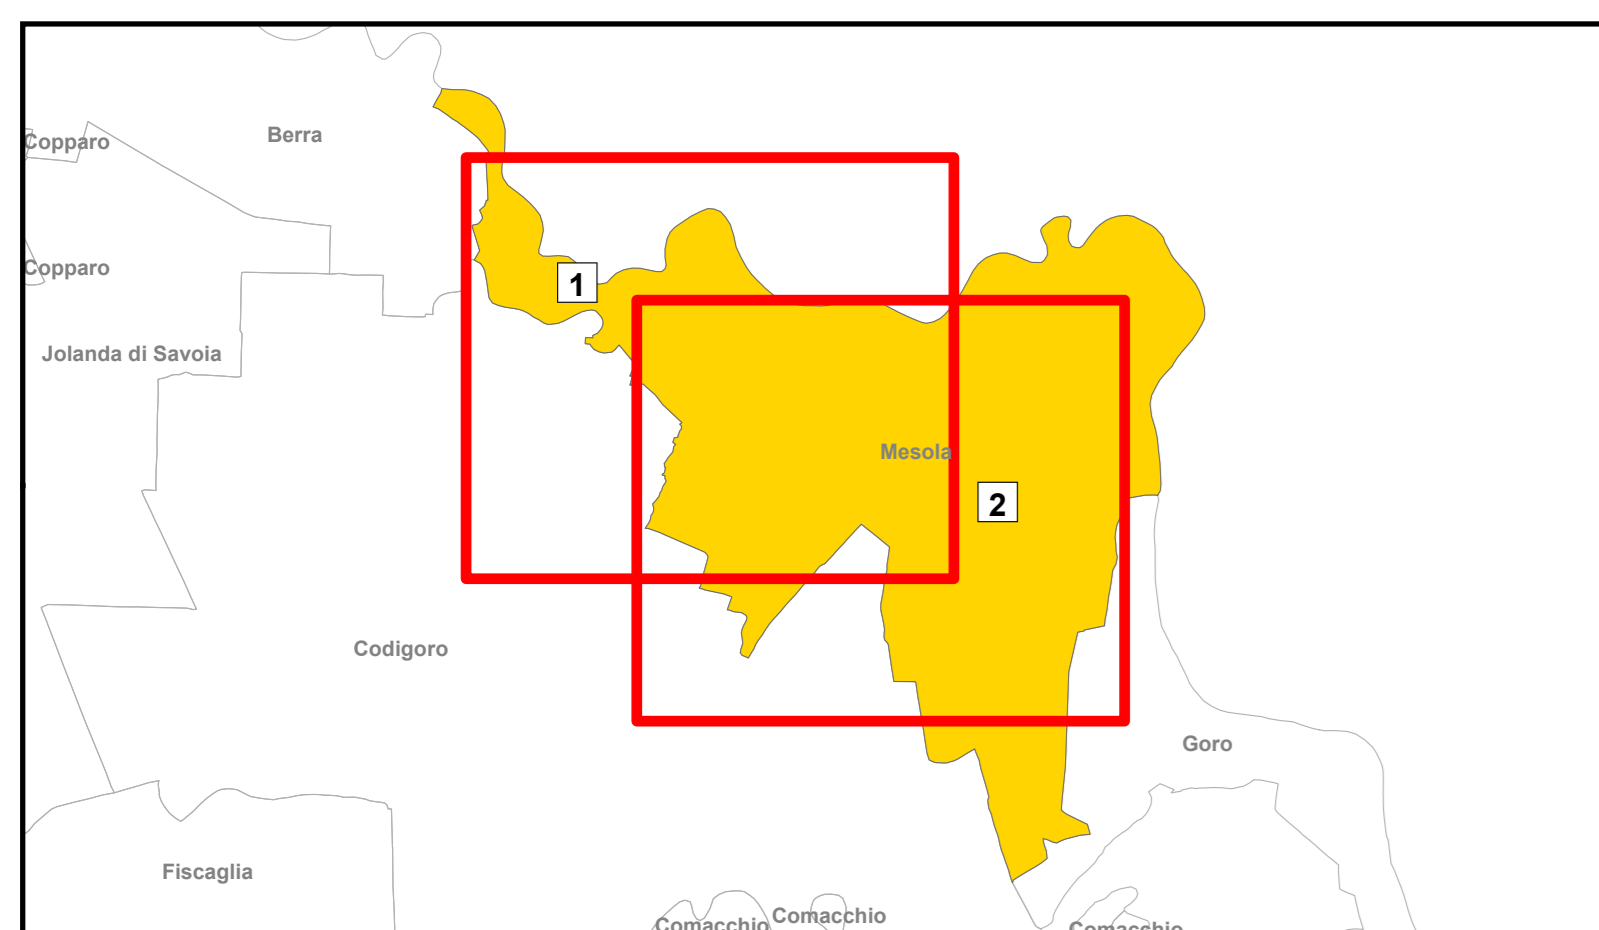 Berra
Copparo
Copparo
1
Jolanda di Savoia
Mesola
2
Codigoro
Goro
Fiscaglia
Comacchio
Comacchio
Comacchio